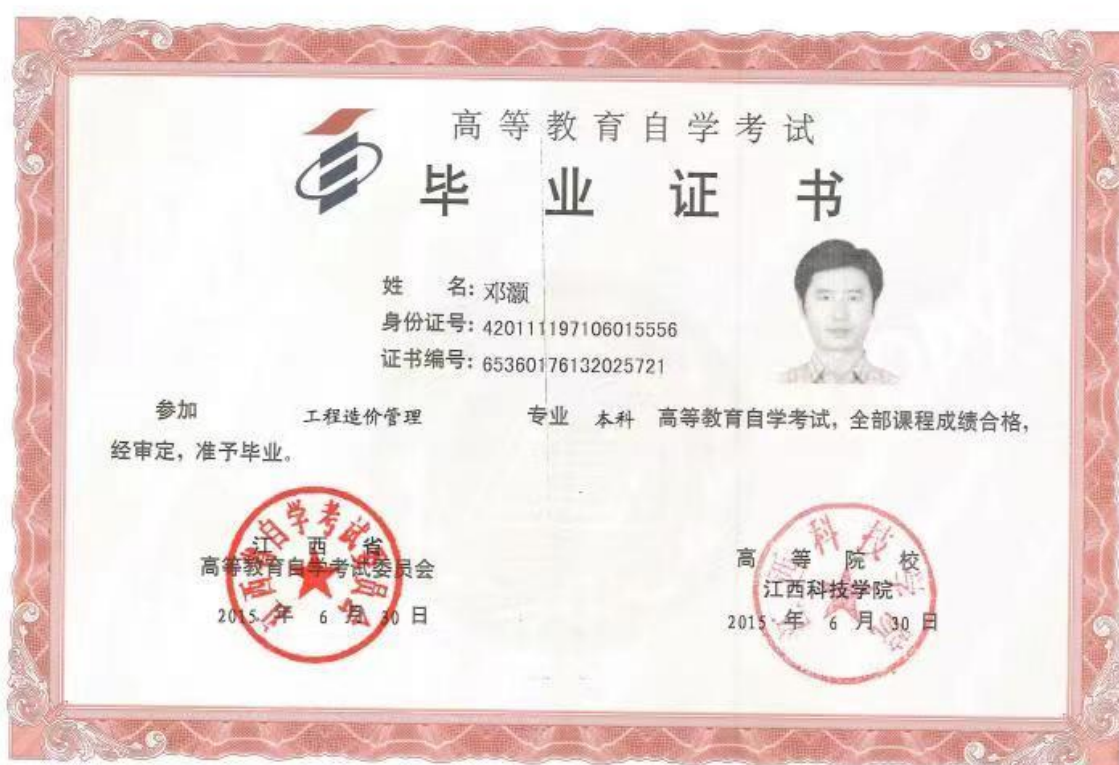 高等教育自学考试
毕业证书
姓名：邓灏
身份证号：420111197106015556
证书编号：65360176132025721
参加 工程造价管理 专业 本科 高等教育自学考试，全部课程成绩合格，
经审定，准予毕业。
江西省
高等教育自学考试委员会
2015 年 6 月 30 日
高等院校
江西科技学院
2015 年 6 月 30 日